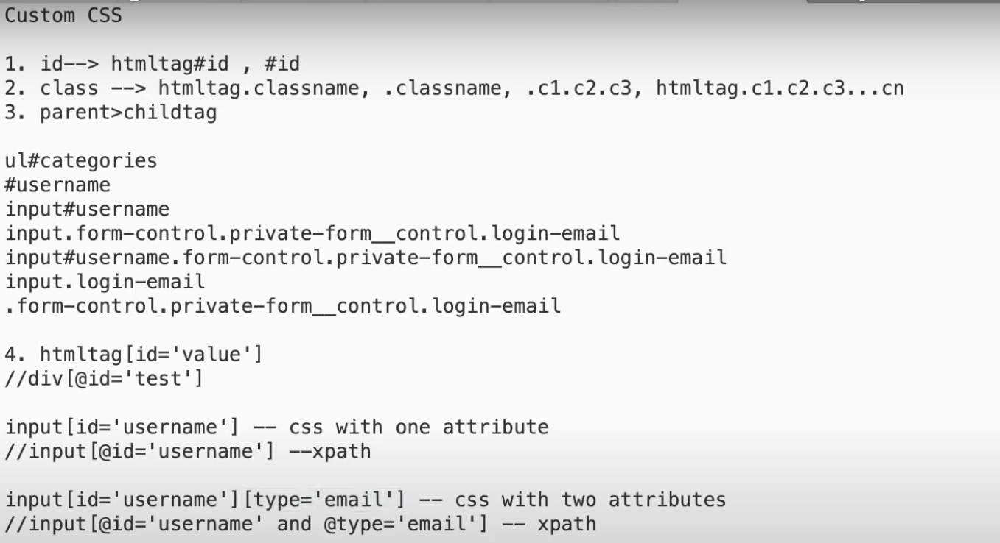 Custom CSS
1. id--> htmltag#id , #id
2. class --> htmltag.classname, .classname, .c1.c2.c3, htmltag.c1.c2.c3...cn
3. parent>childtag
ul#categories
#username
input#username
input.form-control.private-form__control.login-email
input#username.form-control.private-form__control.login-email
input.login-email
.form-control.private-form__control.login-email
4. htmltag[id='value']
//div[@id='test']
input[id='username'] -- css with one attribute
//input[@id='username'] --xpath
input[id='username'][type='email'] -- css with two attributes
//input[@id='username' and @type='email'] -- xpath